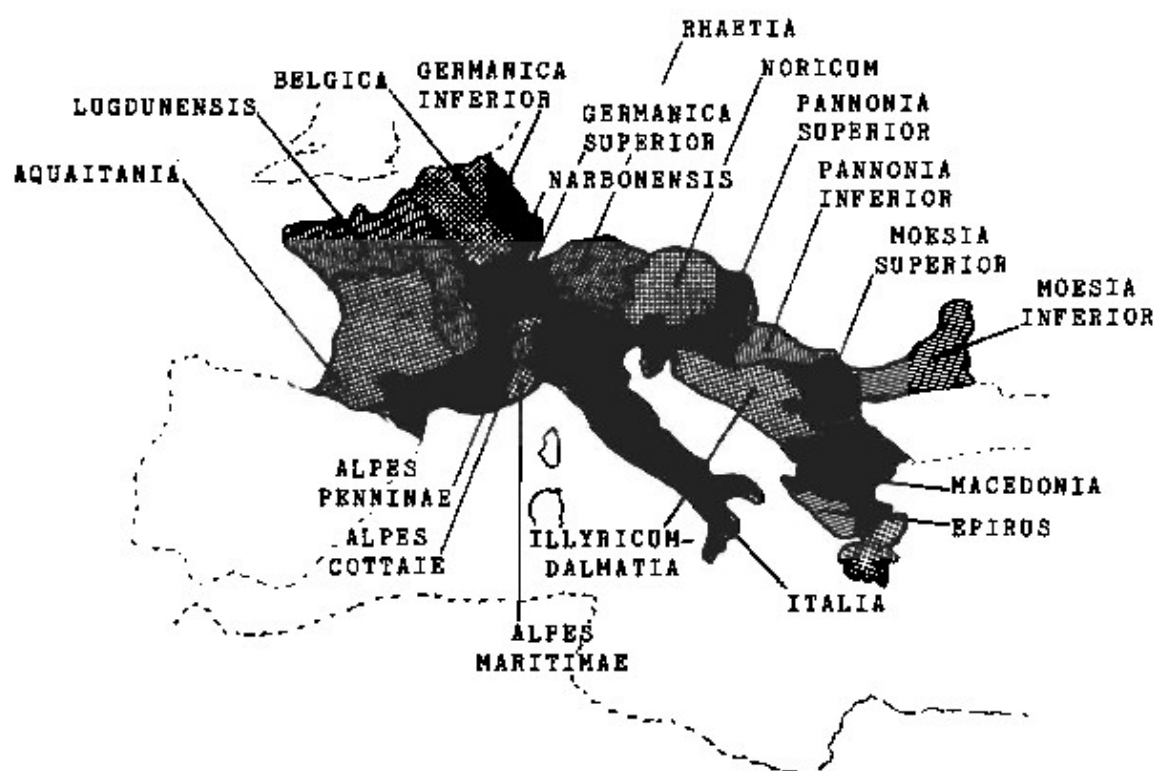 RHAETIA
BELGICA
GERMANICA
INFERIOR
NORICUM
LUGDUNENSIS
GERMANICA
SUPERIOR
PANNONIA
SUPERIOR
AQUAITANIA
NARBONENSIS
PANNONIA
INFERIOR
MOESIA
SUPERIOR
MOESIA
INFERIOR
ALPES
PENNINAE
MACEDONIA
ALPES
COTTAIE
ILLYRICUM-
DALMATIA
EPIRUS
ITALIA
ALPES
MARITIMAE